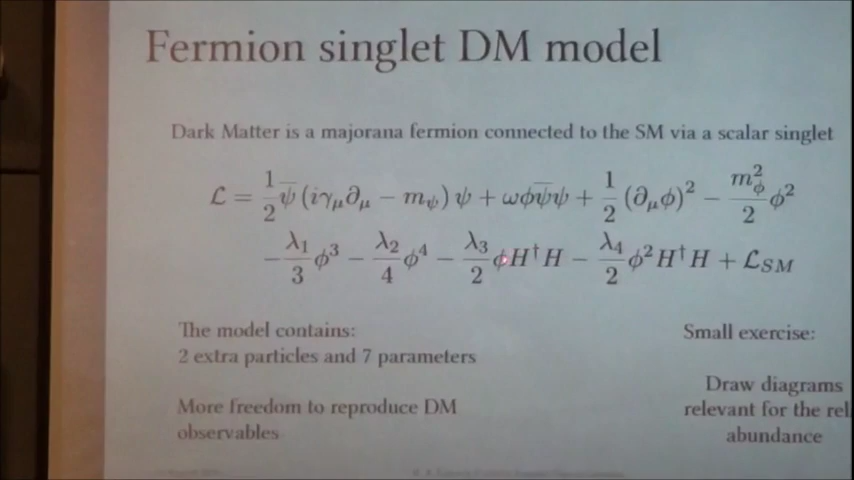 Fermion singlet DM model
Dark Matter is a majorana fermion connected to the SM via a scalar singlet
ℒ = 1/2 ψ̅ (iγ_μ∂_μ − m_ψ) ψ + ωφψ̅ψ + 1/2 (∂_μφ)² − m_φ²/2 φ²
− λ₁/3 φ³ − λ₂/4 φ⁴ − λ₃/2 φH†H − λ₄/2 φ²H†H + ℒ_SM
The model contains:
2 extra particles and 7 parameters
More freedom to reproduce DM
observables
Small exercise:
Draw diagrams
relevant for the rel
abundance